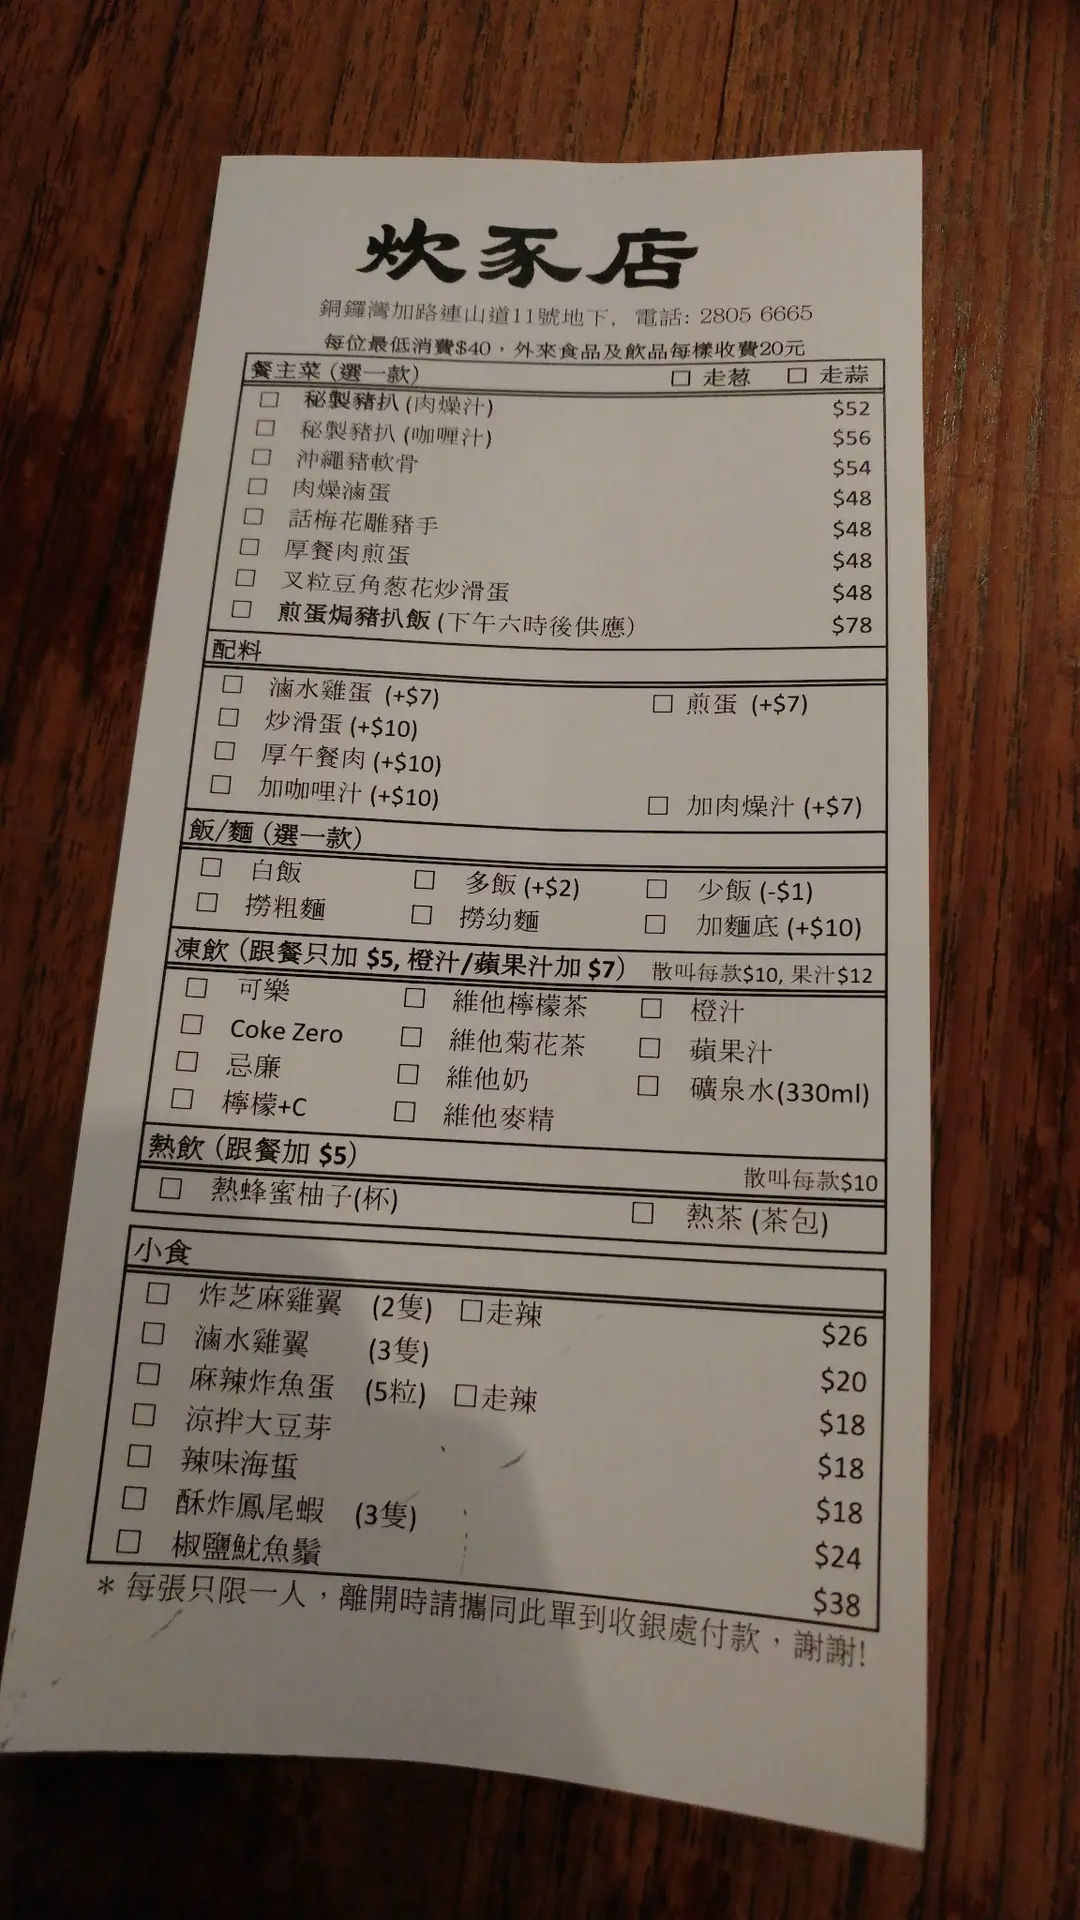 炊豕店
銅鑼灣加路連山道11號地下, 電話: 2805 6665
每位最低消費$40，外來食品及飲品每樣收費20元
餐主菜 (選一款) □ 走葱 □ 走蒜
□ 秘製豬扒 (肉燥汁) $52
□ 秘製豬扒 (咖喱汁) $56
□ 沖繩豬軟骨 $54
□ 肉燥滷蛋 $48
□ 話梅花雕豬手 $48
□ 厚餐肉煎蛋 $48
□ 叉粒豆角葱花炒滑蛋 $48
□ 煎蛋焗豬扒飯 (下午六時後供應) $78
配料
□ 滷水雞蛋 (+$7) □ 煎蛋 (+$7)
□ 炒滑蛋 (+$10)
□ 厚午餐肉 (+$10)
□ 加咖哩汁 (+$10) □ 加肉燥汁 (+$7)
飯/麵 (選一款)
□ 白飯 □ 多飯 (+$2) □ 少飯 (-$1)
□ 撈粗麵 □ 撈幼麵 □ 加麵底 (+$10)
凍飲 (跟餐只加 $5, 橙汁/蘋果汁加 $7) 散叫每款$10, 果汁$12
□ 可樂 □ 維他檸檬茶 □ 橙汁
□ Coke Zero □ 維他菊花茶 □ 蘋果汁
□ 忌廉 □ 維他奶 □ 礦泉水(330ml)
□ 檸檬+C □ 維他麥精
熱飲 (跟餐加 $5) 散叫每款$10
□ 熱蜂蜜柚子(杯) □ 熱茶 (茶包)
小食
□ 炸芝麻雞翼 (2隻) □走辣 $26
□ 滷水雞翼 (3隻) $20
□ 麻辣炸魚蛋 (5粒) □走辣 $18
□ 涼拌大豆芽 $18
□ 辣味海蜇 $18
□ 酥炸鳳尾蝦 (3隻) $24
□ 椒鹽魷魚鬚 $38
* 每張只限一人，離開時請攜同此單到收銀處付款，謝謝!